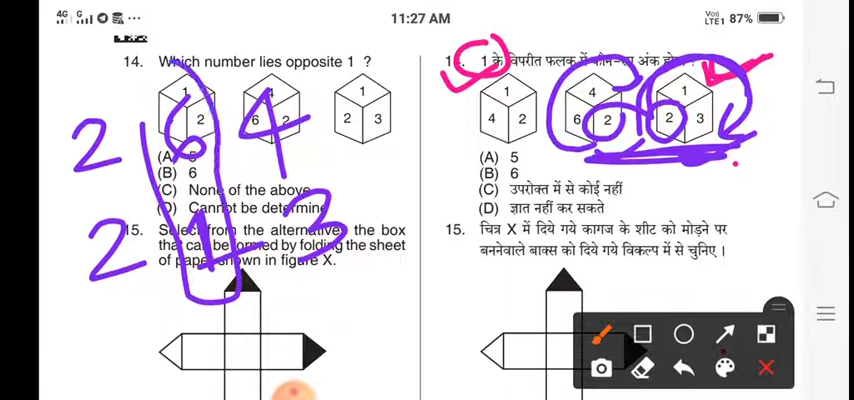 4G G 11:27 AM Vo)) LTE1 87%
14. Which number lies opposite 1 ?
1 2
4 6 2
1 2 3
2 6 4
(A) 5
(B) 6
(C) None of the above
(D) Cannot be determine
2 1 3
15. Select from the alternatives the box
that can be formed by folding the sheet
of paper shown in figure X.
1 के विपरीत फलक में कौन-सा अंक हो
1 4 2
4 6 2
1 2 3
(A) 5
(B) 6
(C) उपरोक्त में से कोई नहीं
(D) ज्ञात नहीं कर सकते
15. चित्र X में दिये गये कागज के शीट को मोड़ने पर
बननेवाले बाक्स को दिये गये विकल्प में से चुनिए ।